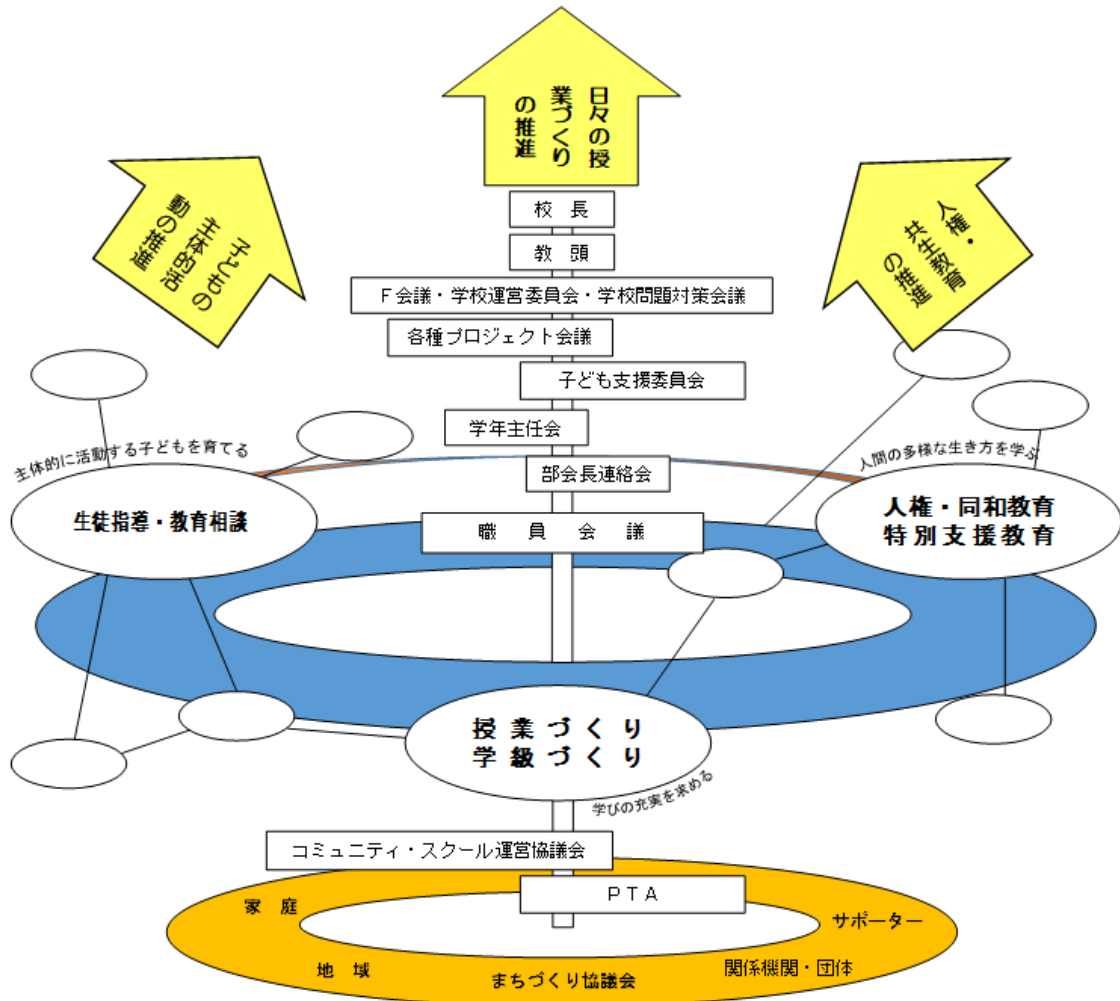 日々の授
業づくり
の推進
子どもの
主体的活
動の推進
人権・
共生教育
の推進
校 長
教 頭
F会議・学校運営委員会・学校問題対策会議
各種プロジェクト会議
子ども支援委員会
学年主任会
部会長連絡会
職 員 会 議
主体的に活動する子どもを育てる
生徒指導・教育相談
人間の多様な生き方を学ぶ
人権・同和教育
特別支援教育
授業づくり
学級づくり
学びの充実を求める
コミュニティ・スクール運営協議会
PTA
家 庭
サポーター
地 域
まちづくり協議会
関係機関・団体